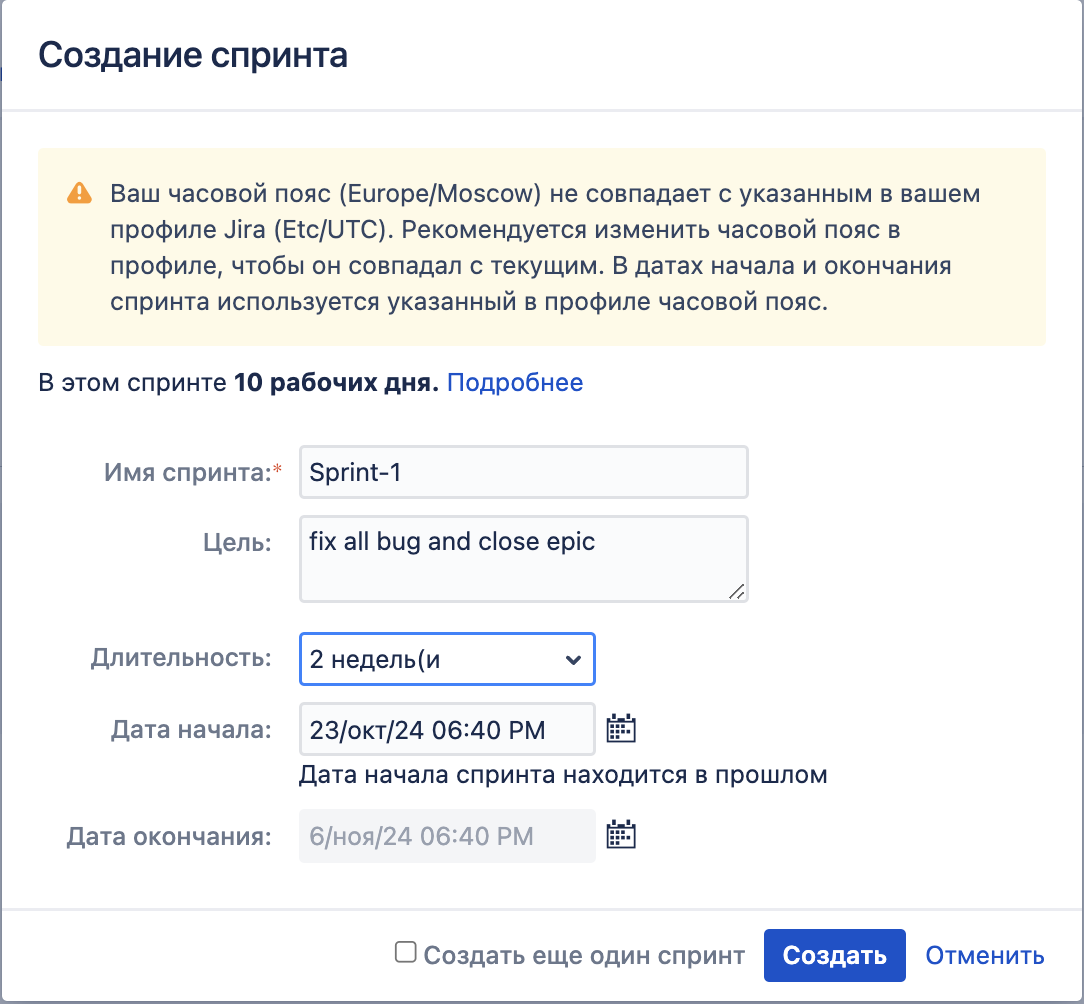 Создание спринта
Ваш часовой пояс (Europe/Moscow) не совпадает с указанным в вашем
профиле Jira (Etc/UTC). Рекомендуется изменить часовой пояс в
профиле, чтобы он совпадал с текущим. В датах начала и окончания
спринта используется указанный в профиле часовой пояс.
В этом спринте 10 рабочих дня. Подробнее
Имя спринта:* Sprint-1
Цель: fix all bug and close epic
Длительность: 2 недель(и
Дата начала: 23/окт/24 06:40 PM
Дата начала спринта находится в прошлом
Дата окончания: 6/ноя/24 06:40 PM
Создать еще один спринт Создать Отменить